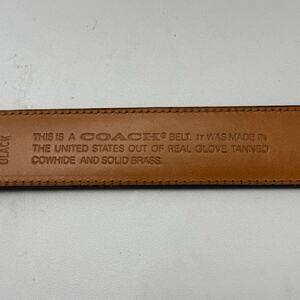 BLACK
THIS IS A COACH® BELT. IT WAS MADE IN
THE UNITED STATES OUT OF REAL GLOVE TANNED
COWHIDE AND SOLID BRASS.